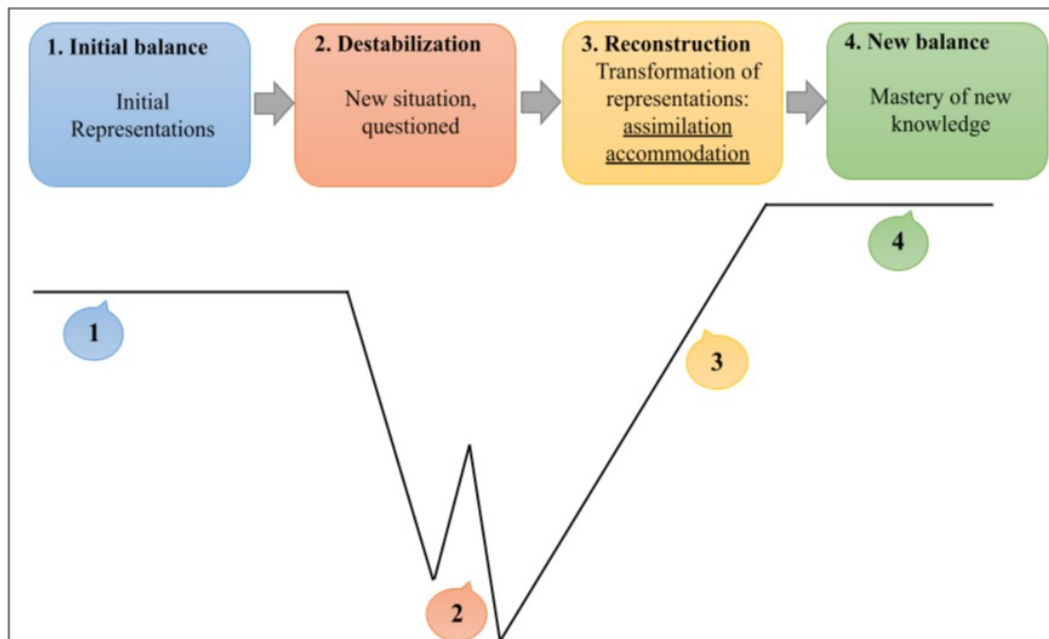 1. Initial balance
Initial
Representations
2. Destabilization
New situation,
questioned
3. Reconstruction
Transformation of
representations:
assimilation
accommodation
4. New balance
Mastery of new
knowledge
1
2
3
4